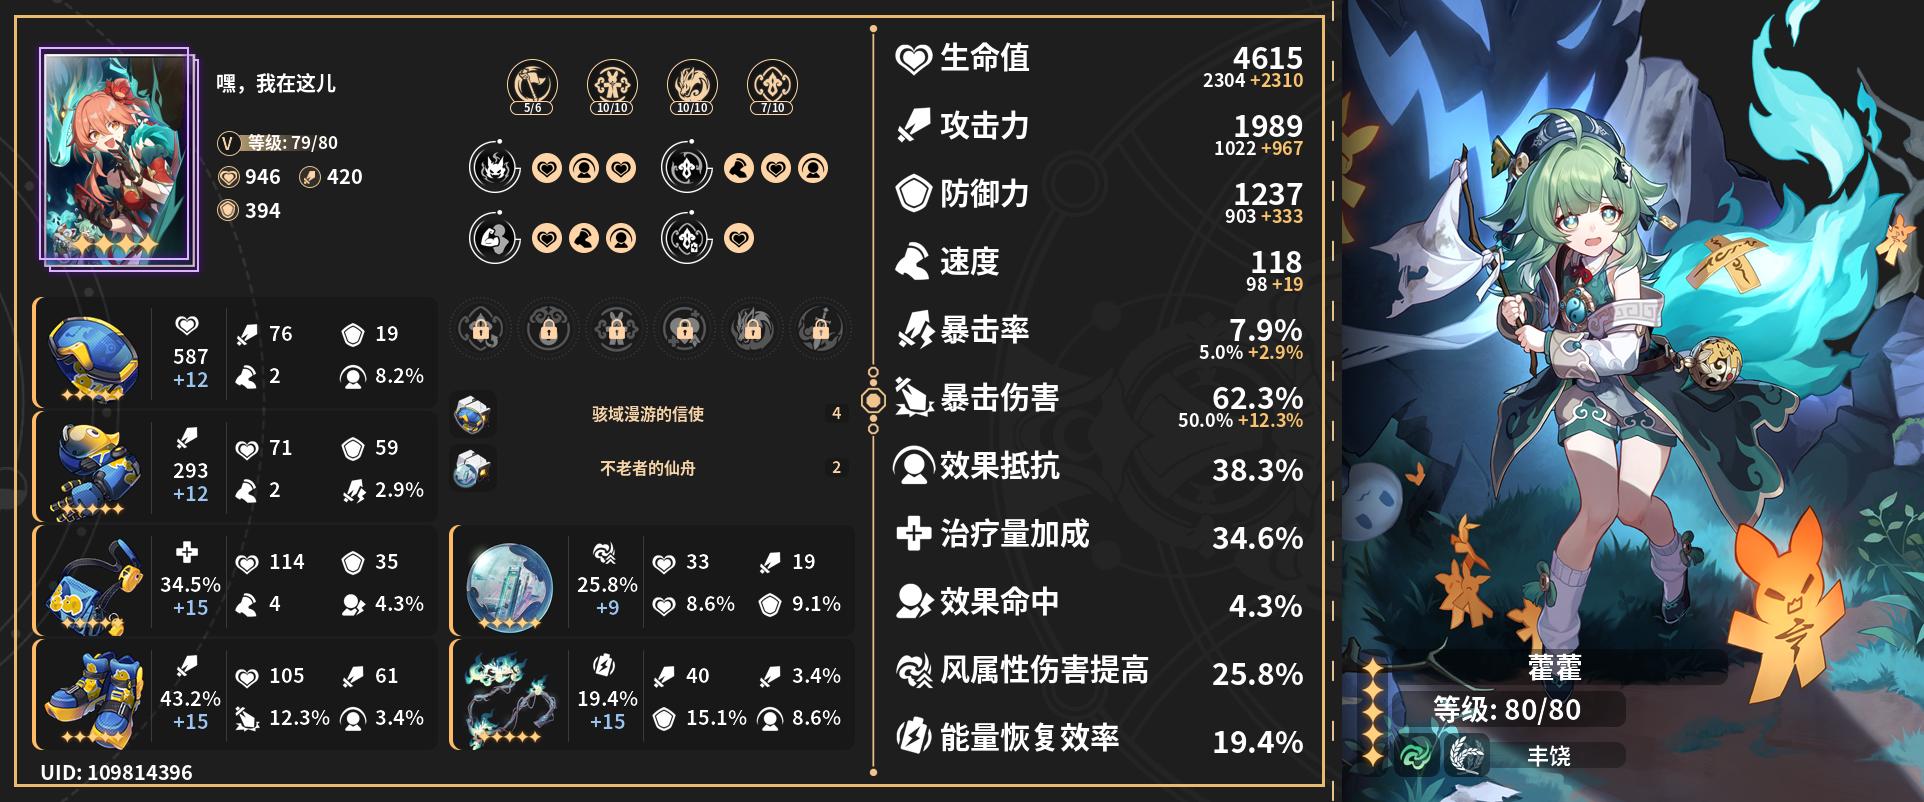 嘿，我在这儿
V 等级: 79/80
946 420
394
5/6 10/10 10/10 7/10
587
+12
76 19
2 8.2%
293
+12
71 59
2 2.9%
34.5%
+15
114 35
4 4.3%
43.2%
+15
105 61
12.3% 3.4%
骇域漫游的信使 4
不老者的仙舟 2
25.8%
+9
33 19
8.6% 9.1%
19.4%
+15
40 3.4%
15.1% 8.6%
UID: 109814396
生命值 4615
2304 +2310
攻击力 1989
1022 +967
防御力 1237
903 +333
速度 118
98 +19
暴击率 7.9%
5.0% +2.9%
暴击伤害 62.3%
50.0% +12.3%
效果抵抗 38.3%
治疗量加成 34.6%
效果命中 4.3%
风属性伤害提高 25.8%
能量恢复效率 19.4%
藿藿
等级: 80/80
丰饶